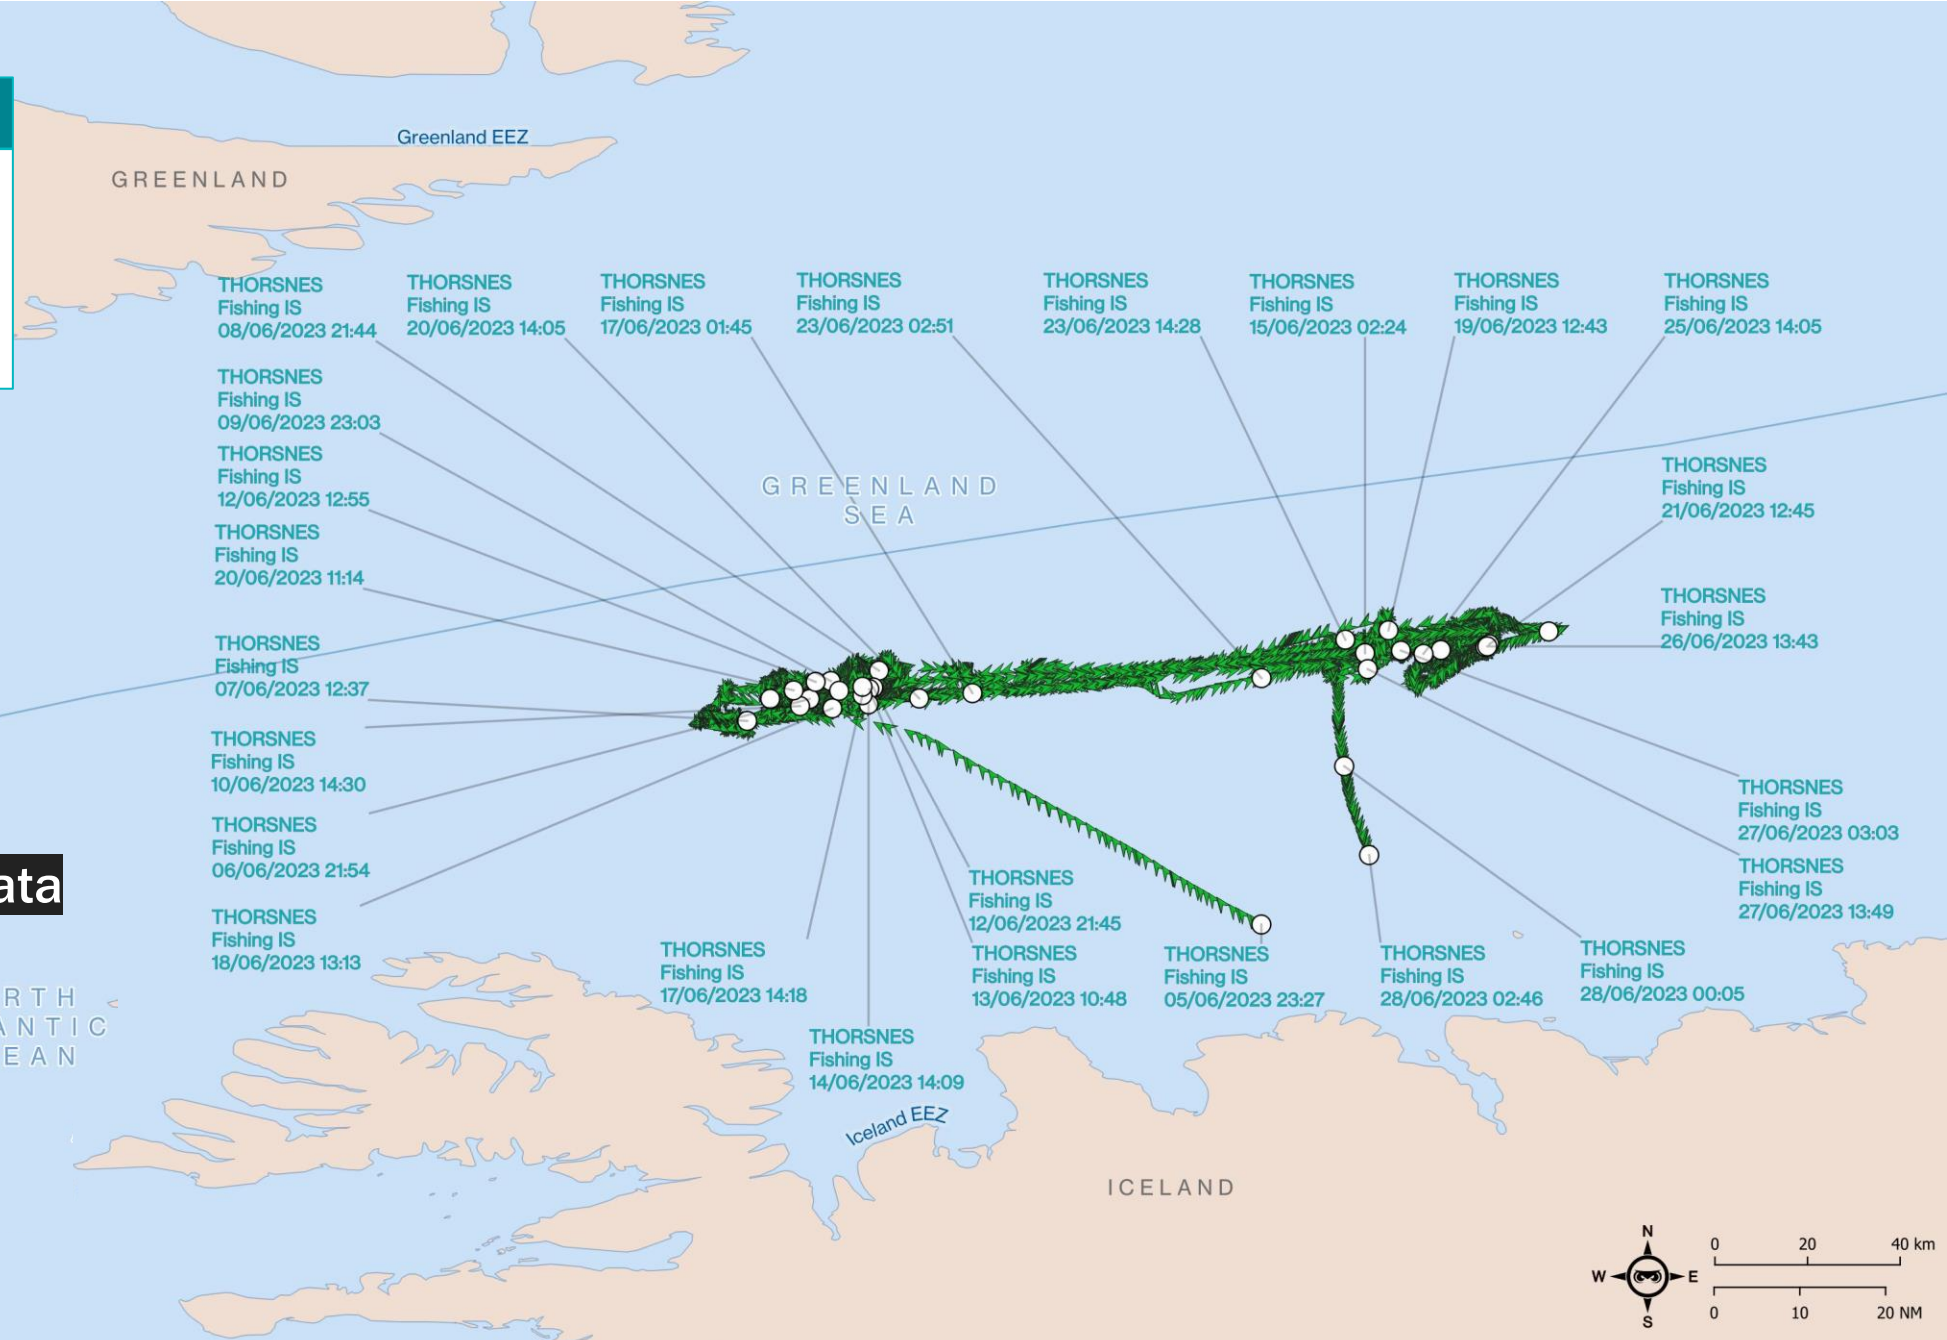 Greenland EEZ
GREENLAND
THORSNES
Fishing IS
08/06/2023 21:44
THORSNES
Fishing IS
20/06/2023 14:05
THORSNES
Fishing IS
17/06/2023 01:45
THORSNES
Fishing IS
23/06/2023 02:51
THORSNES
Fishing IS
23/06/2023 14:28
THORSNES
Fishing IS
15/06/2023 02:24
THORSNES
Fishing IS
19/06/2023 12:43
THORSNES
Fishing IS
25/06/2023 14:05
THORSNES
Fishing IS
09/06/2023 23:03
THORSNES
Fishing IS
12/06/2023 12:55
GREENLAND
SEA
THORSNES
Fishing IS
21/06/2023 12:45
THORSNES
Fishing IS
20/06/2023 11:14
THORSNES
Fishing IS
26/06/2023 13:43
THORSNES
Fishing IS
07/06/2023 12:37
THORSNES
Fishing IS
10/06/2023 14:30
THORSNES
Fishing IS
27/06/2023 03:03
THORSNES
Fishing IS
06/06/2023 21:54
THORSNES
Fishing IS
27/06/2023 13:49
ata
THORSNES
Fishing IS
12/06/2023 21:45
THORSNES
Fishing IS
18/06/2023 13:13
THORSNES
Fishing IS
17/06/2023 14:18
THORSNES
Fishing IS
13/06/2023 10:48
THORSNES
Fishing IS
05/06/2023 23:27
THORSNES
Fishing IS
28/06/2023 02:46
THORSNES
Fishing IS
28/06/2023 00:05
RTH
ANTIC
EAN
THORSNES
Fishing IS
14/06/2023 14:09
Iceland EEZ
ICELAND
N
W E
S
0 20 40 km
0 10 20 NM